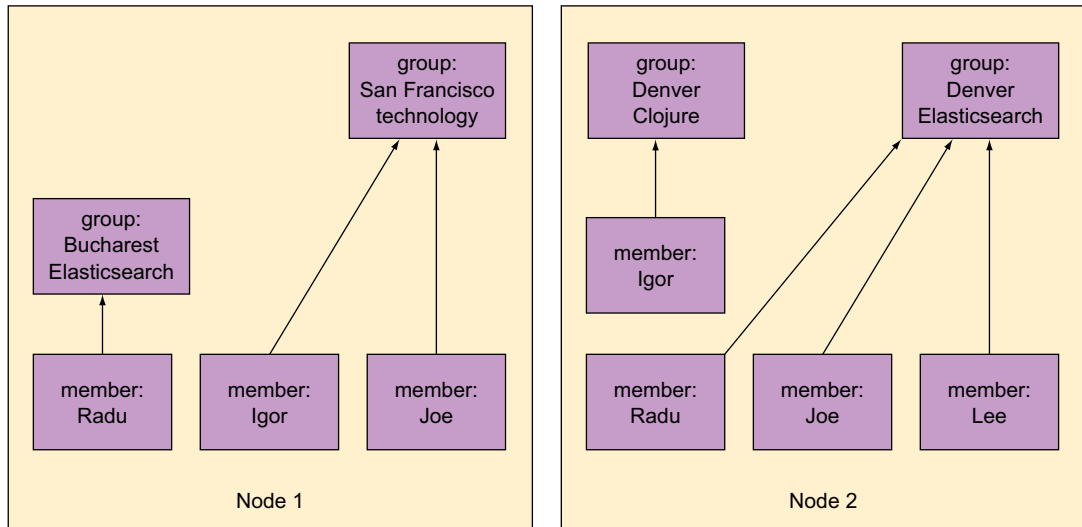 group:
San Francisco
technology
group:
Bucharest
Elasticsearch
member:
Radu
member:
Igor
member:
Joe
Node 1
group:
Denver
Clojure
group:
Denver
Elasticsearch
member:
Igor
member:
Radu
member:
Joe
member:
Lee
Node 2